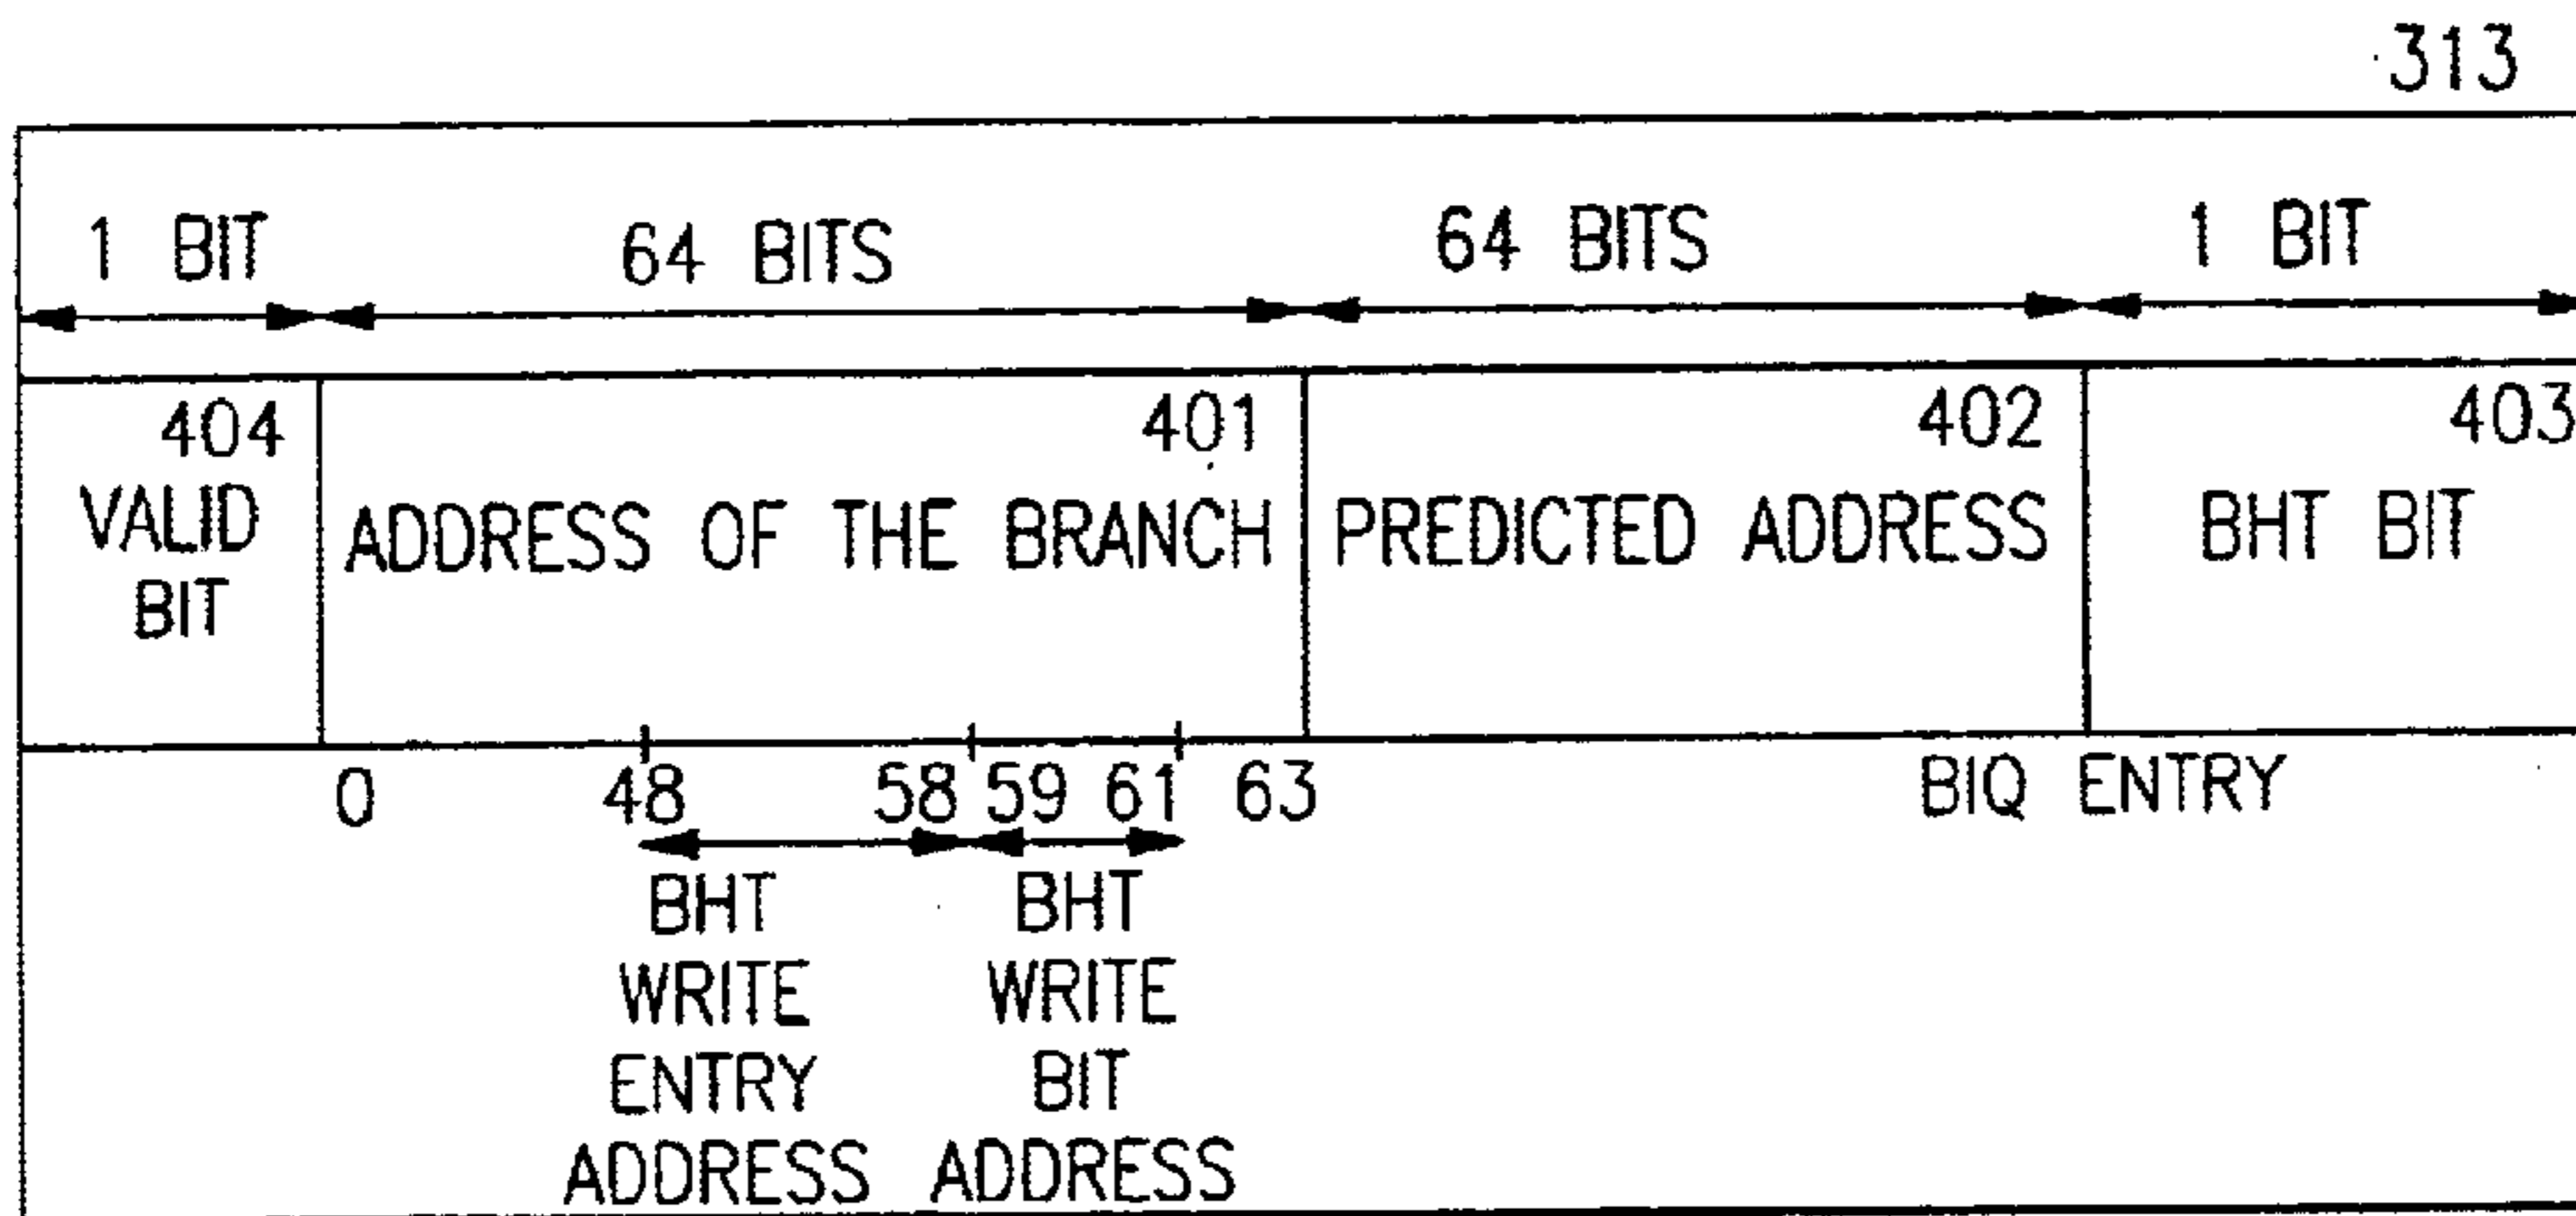 313
1 BIT 64 BITS 64 BITS 1 BIT
404 401 402 403
VALID BIT
ADDRESS OF THE BRANCH
PREDICTED ADDRESS
BHT BIT
0 48 58 59 61 63
BIQ ENTRY
BHT WRITE ENTRY ADDRESS
BHT WRITE BIT ADDRESS